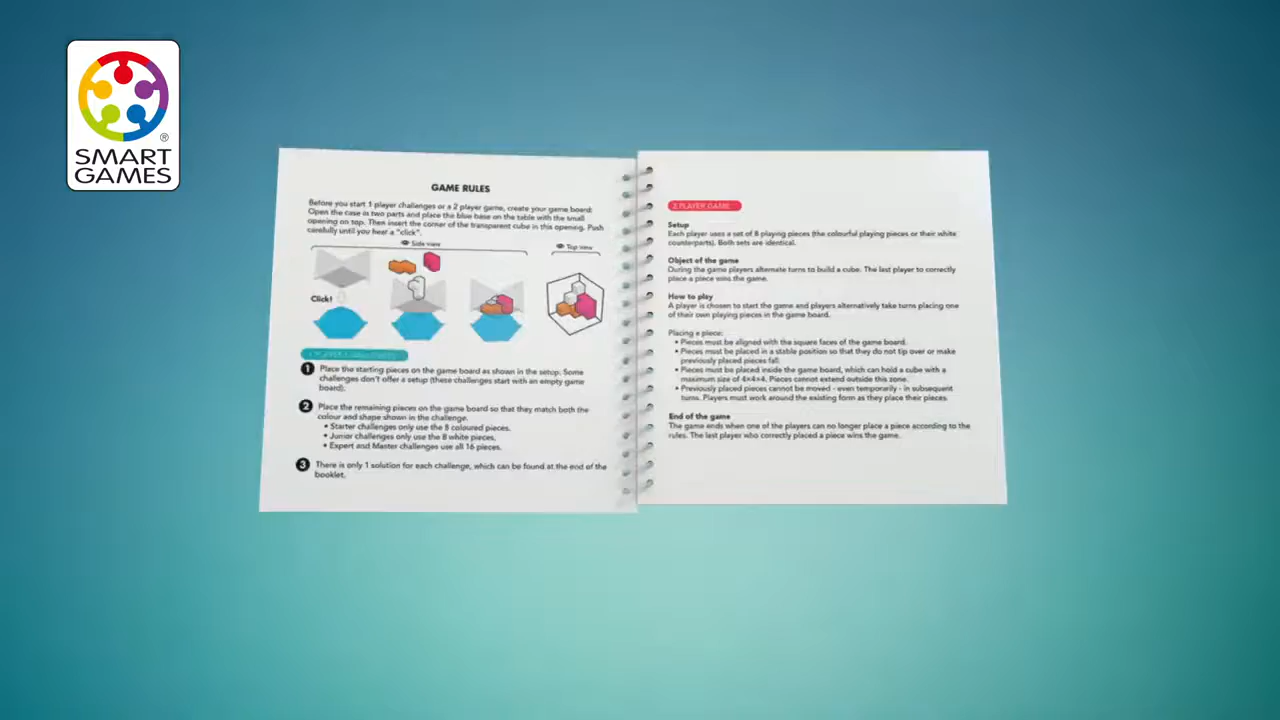 SMART
GAMES
®
GAME RULES
Before you start 1 player challenges or a 2 player game, create your game board:
Open the case in two parts and place the blue base on the table with the small
opening on top. Then insert the corner of the transparent cube in this opening. Push
carefully until you hear a "click".
Side view
Top view
Click!
1 Place the starting pieces on the game board as shown in the setup. Some
challenges don't offer a setup (these challenges start with an empty game
board).
2 Place the remaining pieces on the game board so that they match both the
colour and shape shown in the challenge.
• Starter challenges only use the 8 coloured pieces.
• Junior challenges only use the 8 white pieces.
• Expert and Master challenges use all 16 pieces.
3 There is only 1 solution for each challenge, which can be found at the end of the
booklet.
2 PLAYER GAME
Setup
Each player uses a set of 8 playing pieces (the colourful playing pieces or their white
counterparts). Both sets are identical.
Object of the game
During the game players alternate turns to build a cube. The last player to correctly
place a piece wins the game.
How to play
A player is chosen to start the game and players alternatively take turns placing one
of their own playing pieces in the game board.
Placing a piece:
• Pieces must be aligned with the square faces of the game board.
• Pieces must be placed in a stable position so that they do not tip over or make
previously placed pieces fall.
• Pieces must be placed inside the game board, which can hold a cube with a
maximum size of 4×4×4. Pieces cannot extend outside this zone.
• Previously placed pieces cannot be moved - even temporarily - in subsequent
turns. Players must work around the existing form as they place their pieces.
End of the game
The game ends when one of the players can no longer place a piece according to the
rules. The last player who correctly placed a piece wins the game.